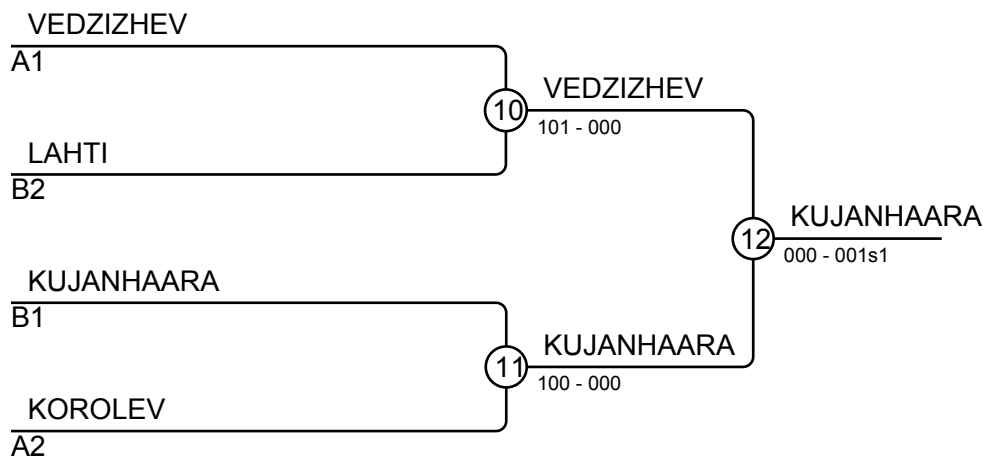 VEDZIZHEV
A1
10
VEDZIZHEV
101 - 000
LAHTI
B2
12
KUJANHAARA
000 - 001s1
KUJANHAARA
B1
11
KUJANHAARA
100 - 000
KOROLEV
A2